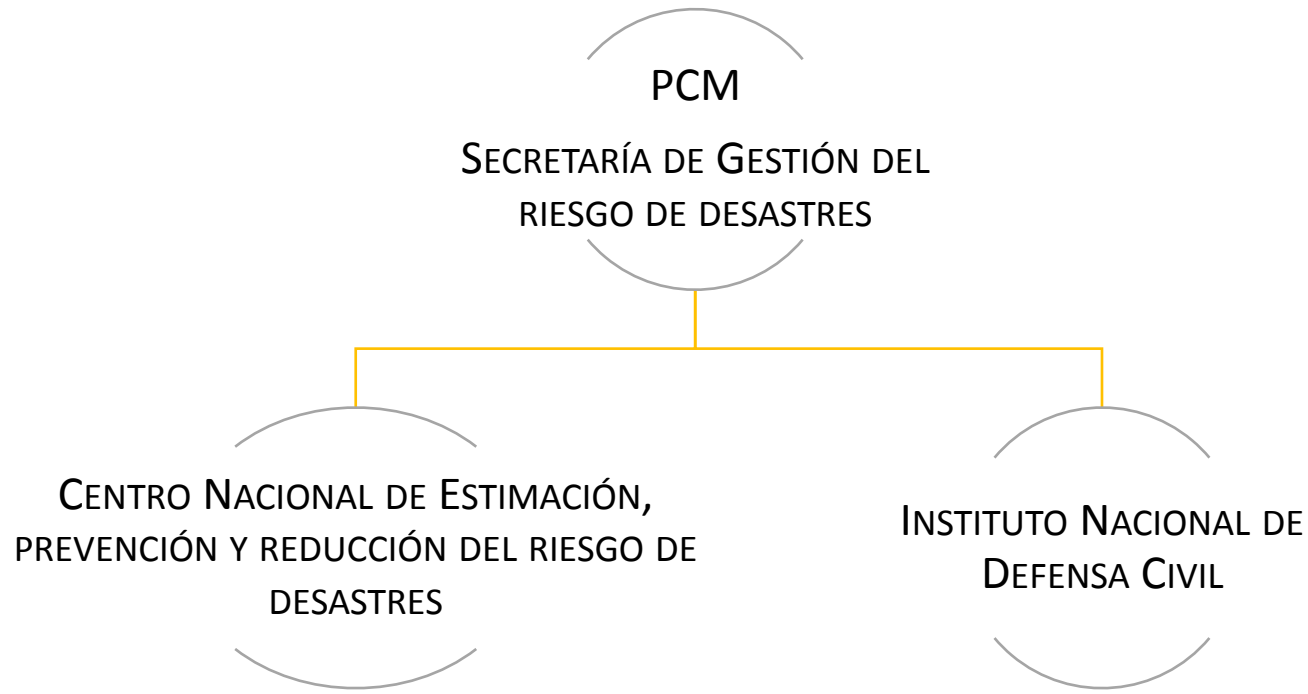 PCM
Secretaría de Gestión del
riesgo de desastres
Centro Nacional de Estimación,
prevención y reducción del riesgo de
desastres
Instituto Nacional de
Defensa Civil